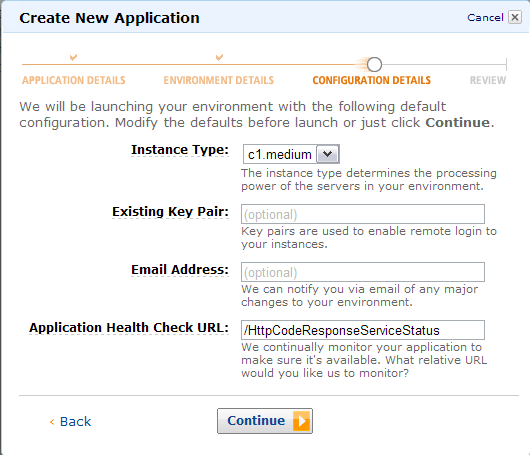 Create New Application
Cancel
APPLICATION DETAILS ENVIRONMENT DETAILS CONFIGURATION DETAILS REVIEW
We will be launching your environment with the following default
configuration. Modify the defaults before launch or just click Continue.
Instance Type: c1.medium
The instance type determines the processing
power of the servers in your environment.
Existing Key Pair: (optional)
Key pairs are used to enable remote login to
your instances.
Email Address: (optional)
We can notify you via email of any major
changes to your environment.
Application Health Check URL: /HttpCodeResponseServiceStatus
We continually monitor your application to
make sure it's available. What relative URL
would you like us to monitor?
‹ Back
Continue